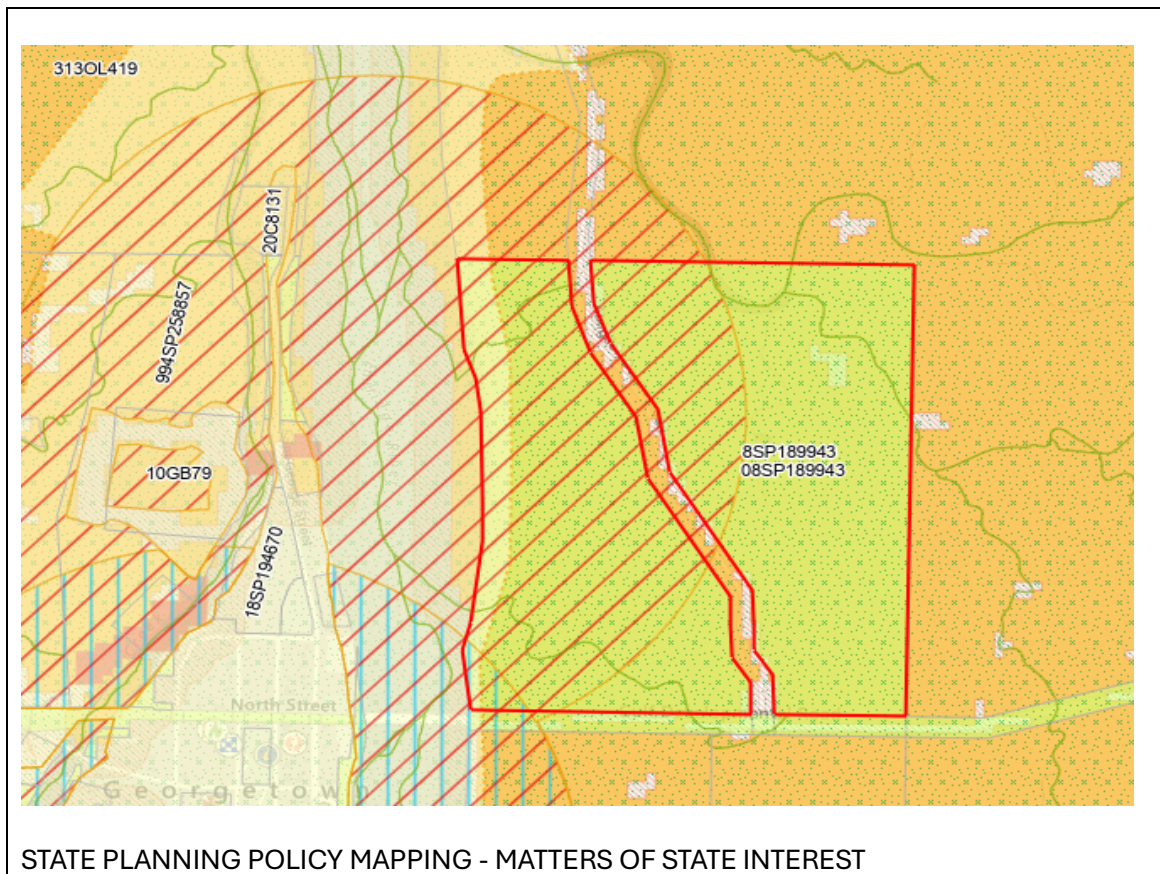 313OL419
20C8131
994SP258857
10GB79
8SP189943
08SP189943
18SP194670
North Street
Georgetown
STATE PLANNING POLICY MAPPING - MATTERS OF STATE INTEREST